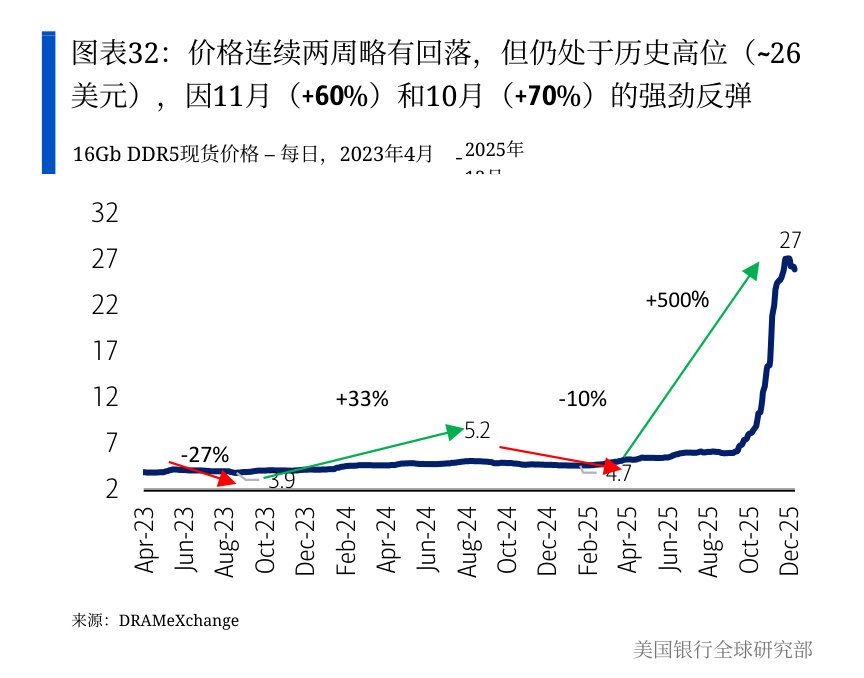 图表32：价格连续两周略有回落，但仍处于历史高位（~26
美元），因11月（+60%）和10月（+70%）的强劲反弹
16Gb DDR5现货价格 – 每日，2023年4月 -2025年
32
27
22
17
12
7
2
27
+500%
+33%
-10%
5.2
-27%
3.9
4.7
Apr-23
Jun-23
Aug-23
Oct-23
Dec-23
Feb-24
Apr-24
Jun-24
Aug-24
Oct-24
Dec-24
Feb-25
Apr-25
Jun-25
Aug-25
Oct-25
Dec-25
来源：DRAMeXchange
美国银行全球研究部